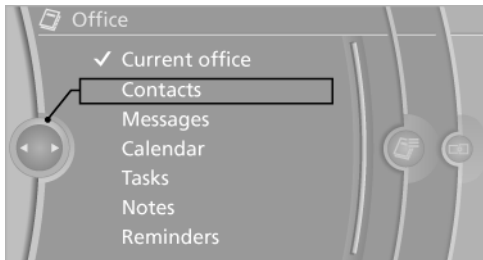 Office
Current office
Contacts
Messages
Calendar
Tasks
Notes
Reminders